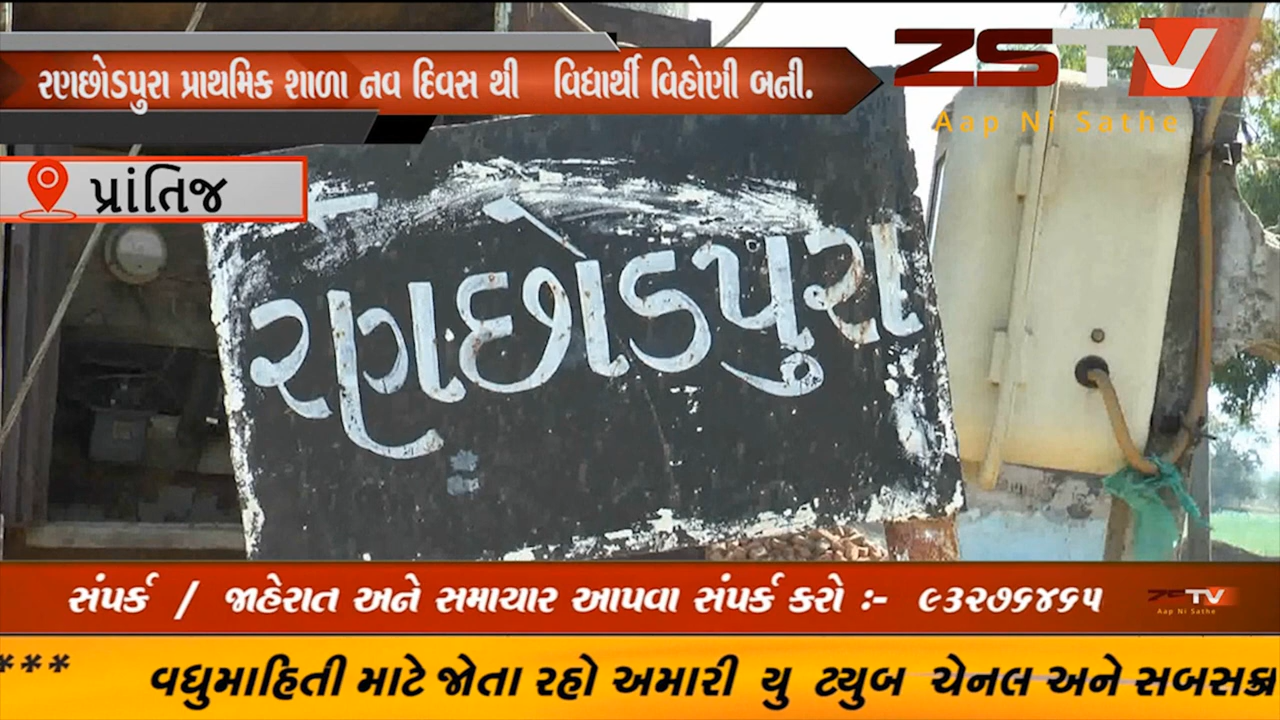 ZSTV
રણછોડપુરા પ્રાથમિક શાળા નવ દિવસ થી વિદ્યાર્થી વિહોણી બની.
Aap Ni Sathe
પ્રાંતિજ
રણછોડપુરા
સંપર્ક / જાહેરાત અને સમાચાર આપવા સંપર્ક કરો :- ૯૩૨૭૬૪૬૫
ZSTV
Aap Ni Sathe
*** વધુમાહિતી માટે જોતા રહો અમારી યુ ટ્યુબ ચેનલ અને સબસક્રા